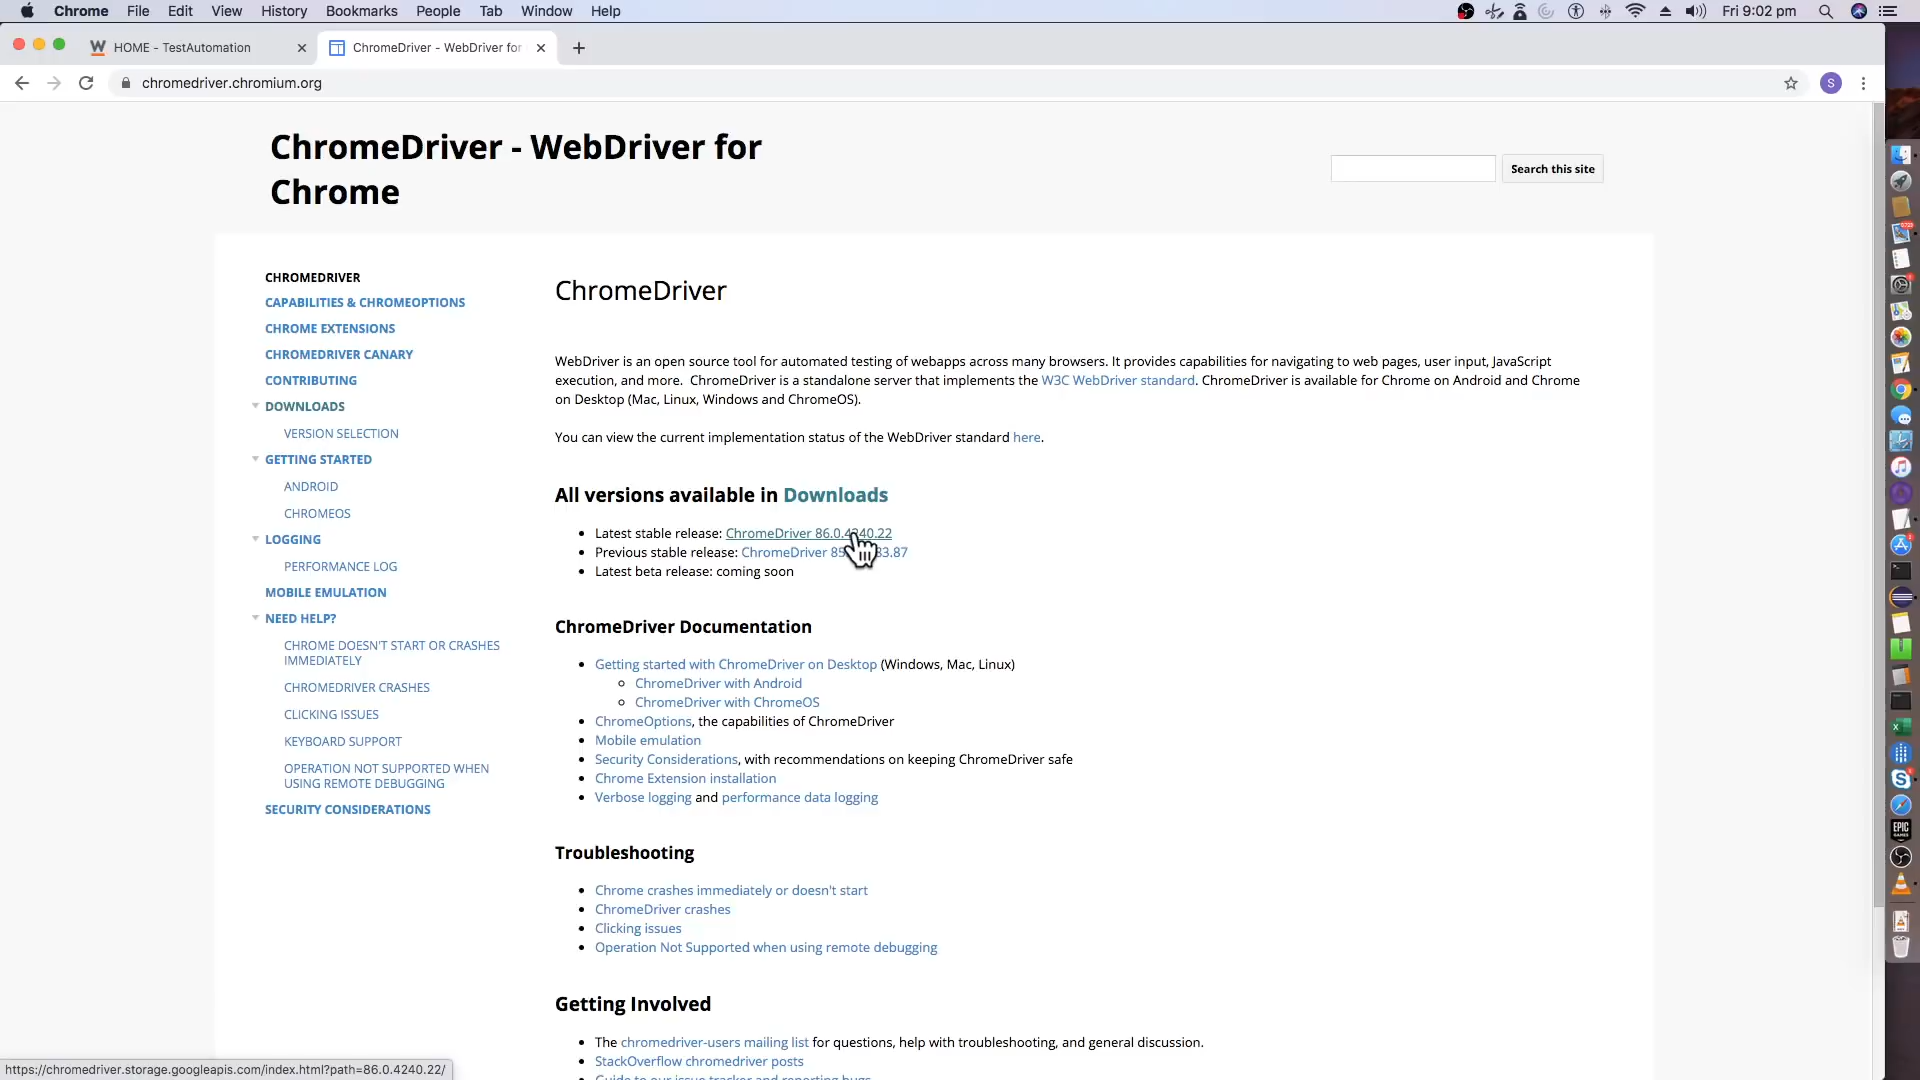 Chrome File Edit View History Bookmarks People Tab Window Help Fri 9:02 pm
HOME - TestAutomation ChromeDriver - WebDriver for
chromedriver.chromium.org S
ChromeDriver - WebDriver for
Chrome
Search this site
CHROMEDRIVER
CAPABILITIES & CHROMEOPTIONS
CHROME EXTENSIONS
CHROMEDRIVER CANARY
CONTRIBUTING
DOWNLOADS
VERSION SELECTION
GETTING STARTED
ANDROID
CHROMEOS
LOGGING
PERFORMANCE LOG
MOBILE EMULATION
NEED HELP?
CHROME DOESN'T START OR CRASHES
IMMEDIATELY
CHROMEDRIVER CRASHES
CLICKING ISSUES
KEYBOARD SUPPORT
OPERATION NOT SUPPORTED WHEN
USING REMOTE DEBUGGING
SECURITY CONSIDERATIONS
ChromeDriver
WebDriver is an open source tool for automated testing of webapps across many browsers. It provides capabilities for navigating to web pages, user input, JavaScript
execution, and more. ChromeDriver is a standalone server that implements the W3C WebDriver standard. ChromeDriver is available for Chrome on Android and Chrome
on Desktop (Mac, Linux, Windows and ChromeOS).
You can view the current implementation status of the WebDriver standard here.
All versions available in Downloads
Latest stable release: ChromeDriver 86.0.4240.22
Previous stable release: ChromeDriver
Latest beta release: coming soon
ChromeDriver Documentation
Getting started with ChromeDriver on Desktop (Windows, Mac, Linux)
ChromeDriver with Android
ChromeDriver with ChromeOS
ChromeOptions, the capabilities of ChromeDriver
Mobile emulation
Security Considerations, with recommendations on keeping ChromeDriver safe
Chrome Extension installation
Verbose logging and performance data logging
Troubleshooting
Chrome crashes immediately or doesn't start
ChromeDriver crashes
Clicking issues
Operation Not Supported when using remote debugging
Getting Involved
The chromedriver-users mailing list for questions, help with troubleshooting, and general discussion.
StackOverflow chromedriver posts
Guide to our issue tracker and reporting bugs
https://chromedriver.storage.googleapis.com/index.html?path=86.0.4240.22/
EPIC
GAMES